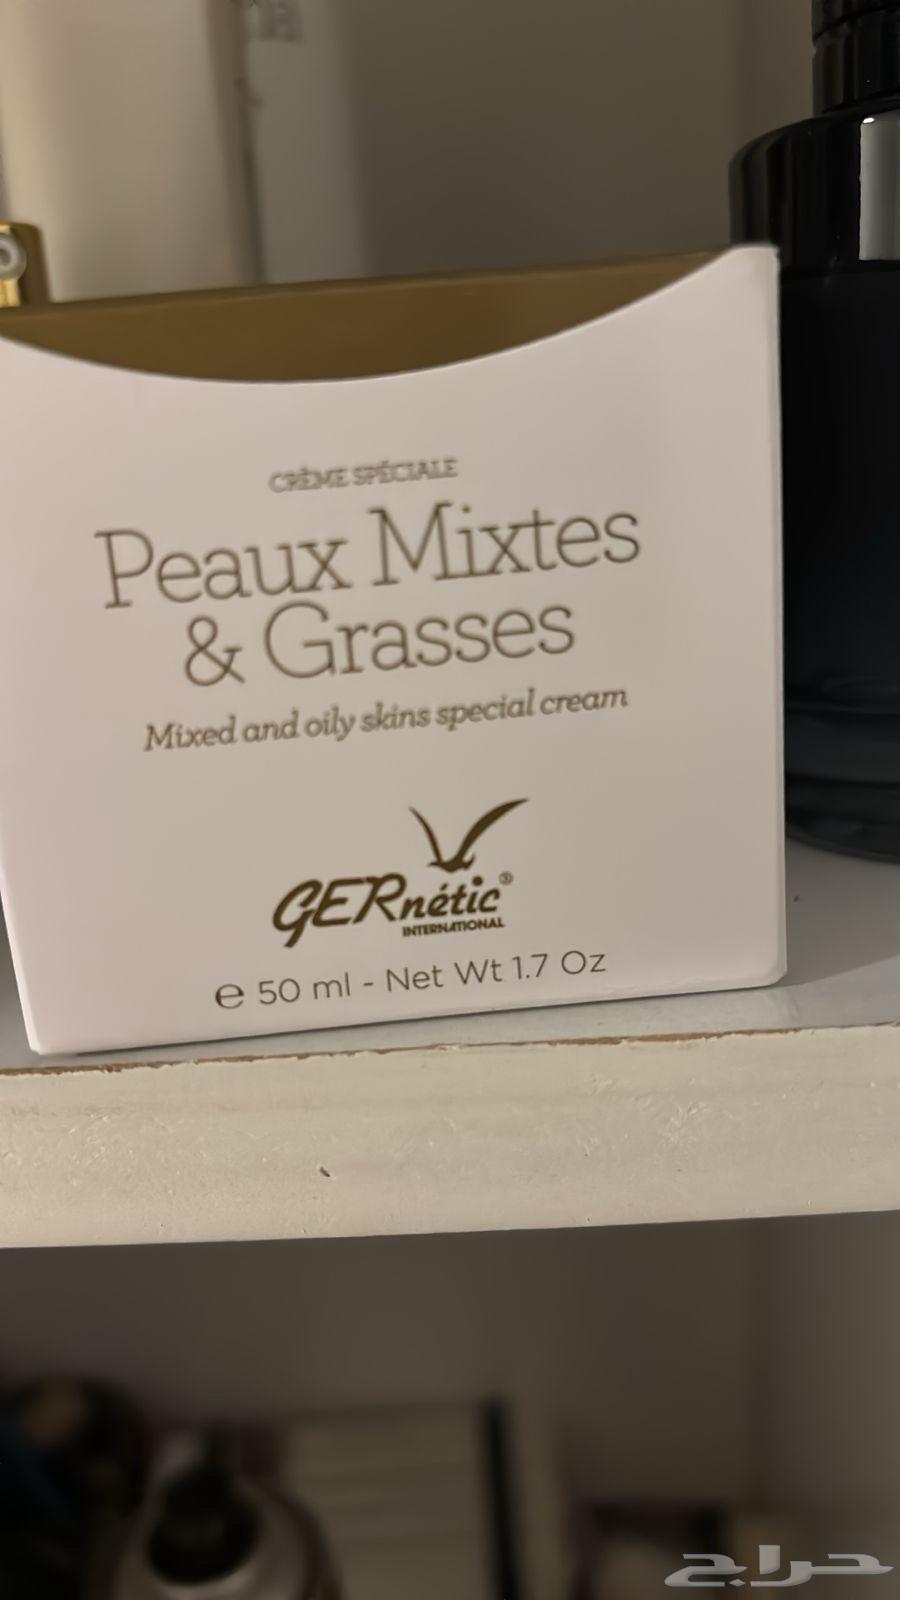 CRÈME SPÉCIALE
Peaux Mixtes
& Grasses
Mixed and oily skins special cream
GERnétic®
INTERNATIONAL
℮ 50 ml - Net Wt 1.7 Oz
حراج